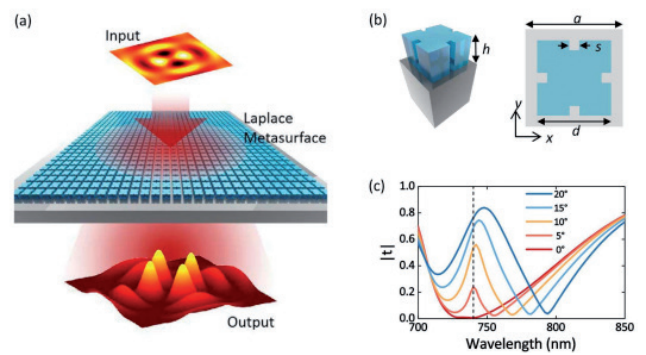 (a)
Input
Laplace
Metasurface
Output
(b)
h
a
s
d
y
x
(c)
|t|
1.0
0.8
0.6
0.4
0.2
0.0
20°
15°
10°
5°
0°
700 750 800 850
Wavelength (nm)